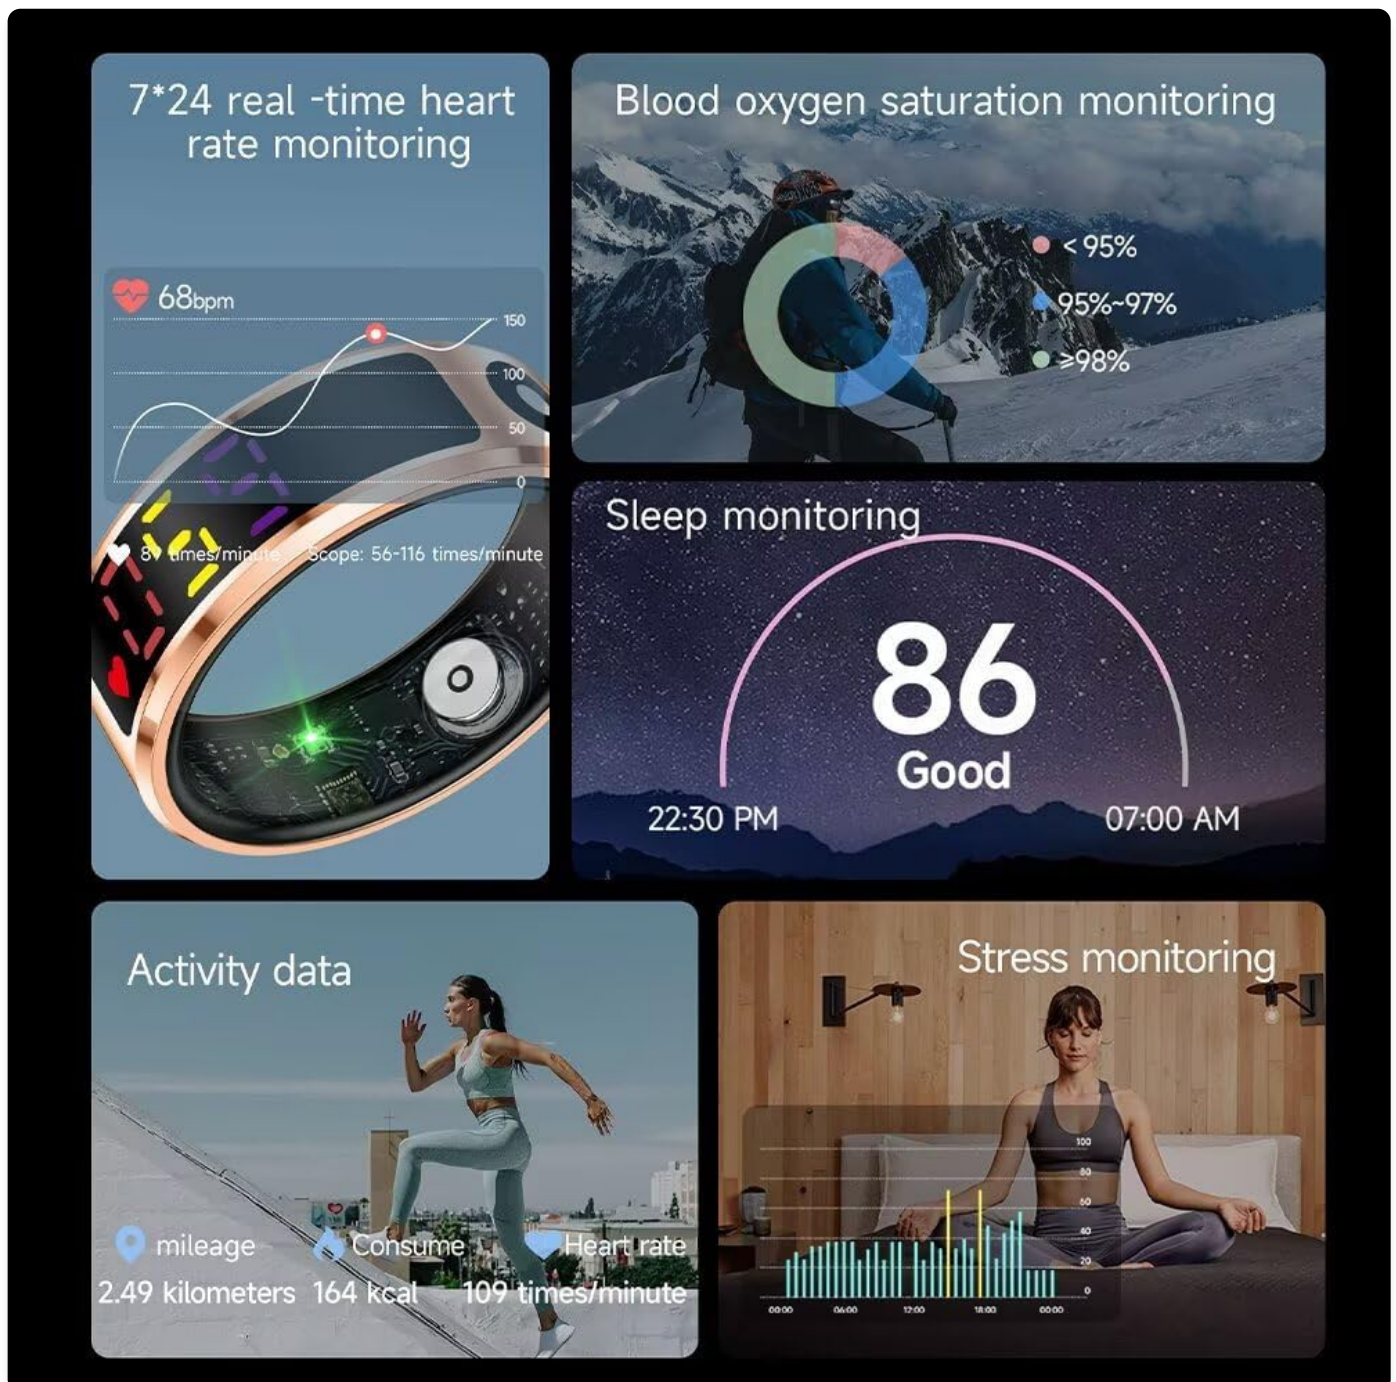 7*24 real -time heart
rate monitoring
68bpm
150
100
50
0
times/minute
Scope: 56-116 times/minute
Blood oxygen saturation monitoring
< 95%
95%~97%
≥98%
Sleep monitoring
86
Good
22:30 PM
07:00 AM
Activity data
mileage
Consume
Heart rate
2.49 kilometers
164 kcal
109 times/minute
Stress monitoring
100
80
60
40
20
0
00:00
06:00
12:00
18:00
00:00